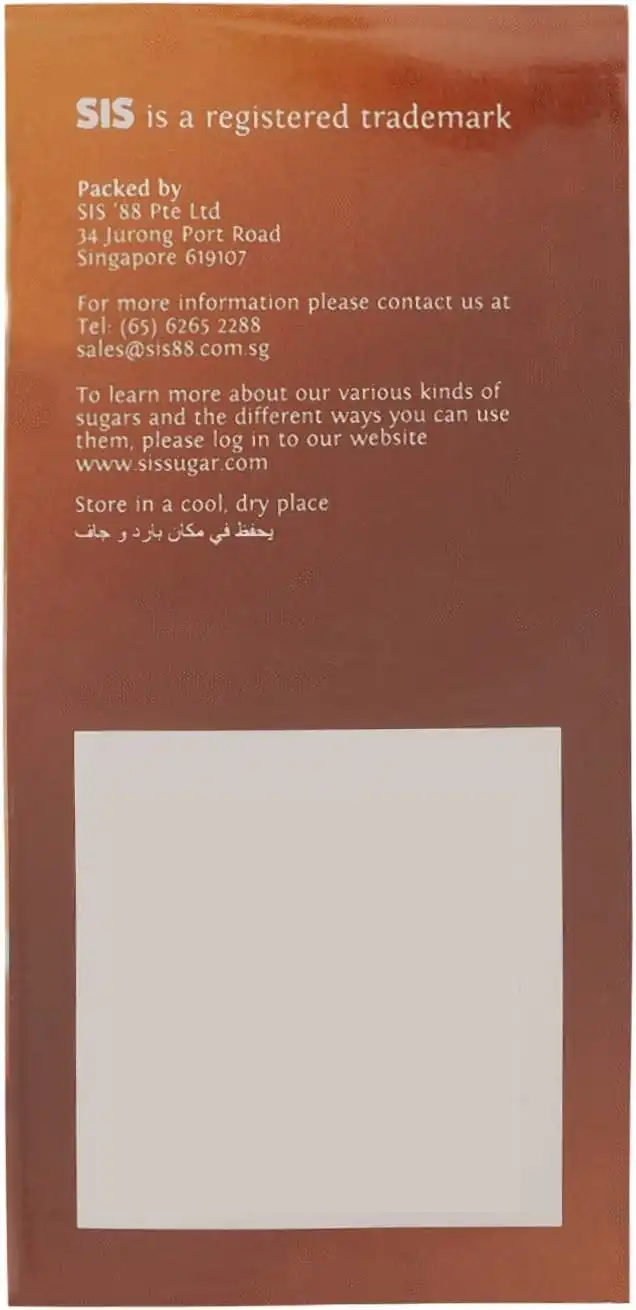 SIS is a registered trademark
Packed by
SIS '88 Pte Ltd
34 Jurong Port Road
Singapore 619107
For more information please contact us at
Tel: (65) 6265 2288
sales@sis88.com.sg
To learn more about our various kinds of
sugars and the different ways you can use
them, please log in to our website
www.sissugar.com
Store in a cool, dry place
يحفظ في مكان بارد و جاف